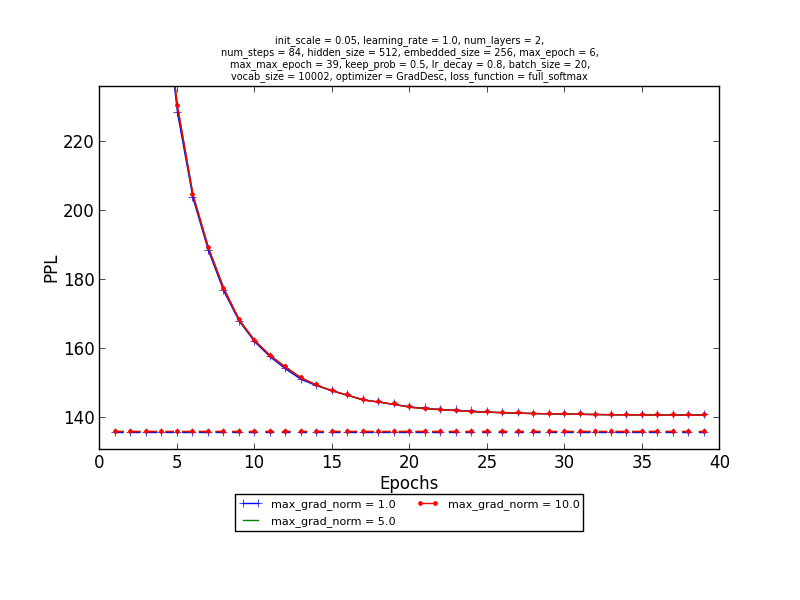 init_scale = 0.05, learning_rate = 1.0, num_layers = 2,
num_steps = 84, hidden_size = 512, embedded_size = 256, max_epoch = 6,
max_max_epoch = 39, keep_prob = 0.5, lr_decay = 0.8, batch_size = 20,
vocab_size = 10002, optimizer = GradDesc, loss_function = full_softmax
220
200
180
160
140
PPL
0 5 10 15 20 25 30 35 40
Epochs
max_grad_norm = 1.0 max_grad_norm = 10.0
max_grad_norm = 5.0